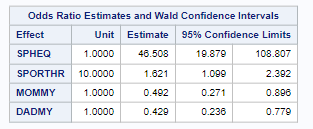 Odds Ratio Estimates and Wald Confidence Intervals
Effect Unit Estimate 95% Confidence Limits
SPHEQ 1.0000 46.508 19.879 108.807
SPORTHR 10.0000 1.621 1.099 2.392
MOMMY 1.0000 0.492 0.271 0.896
DADMY 1.0000 0.429 0.236 0.779